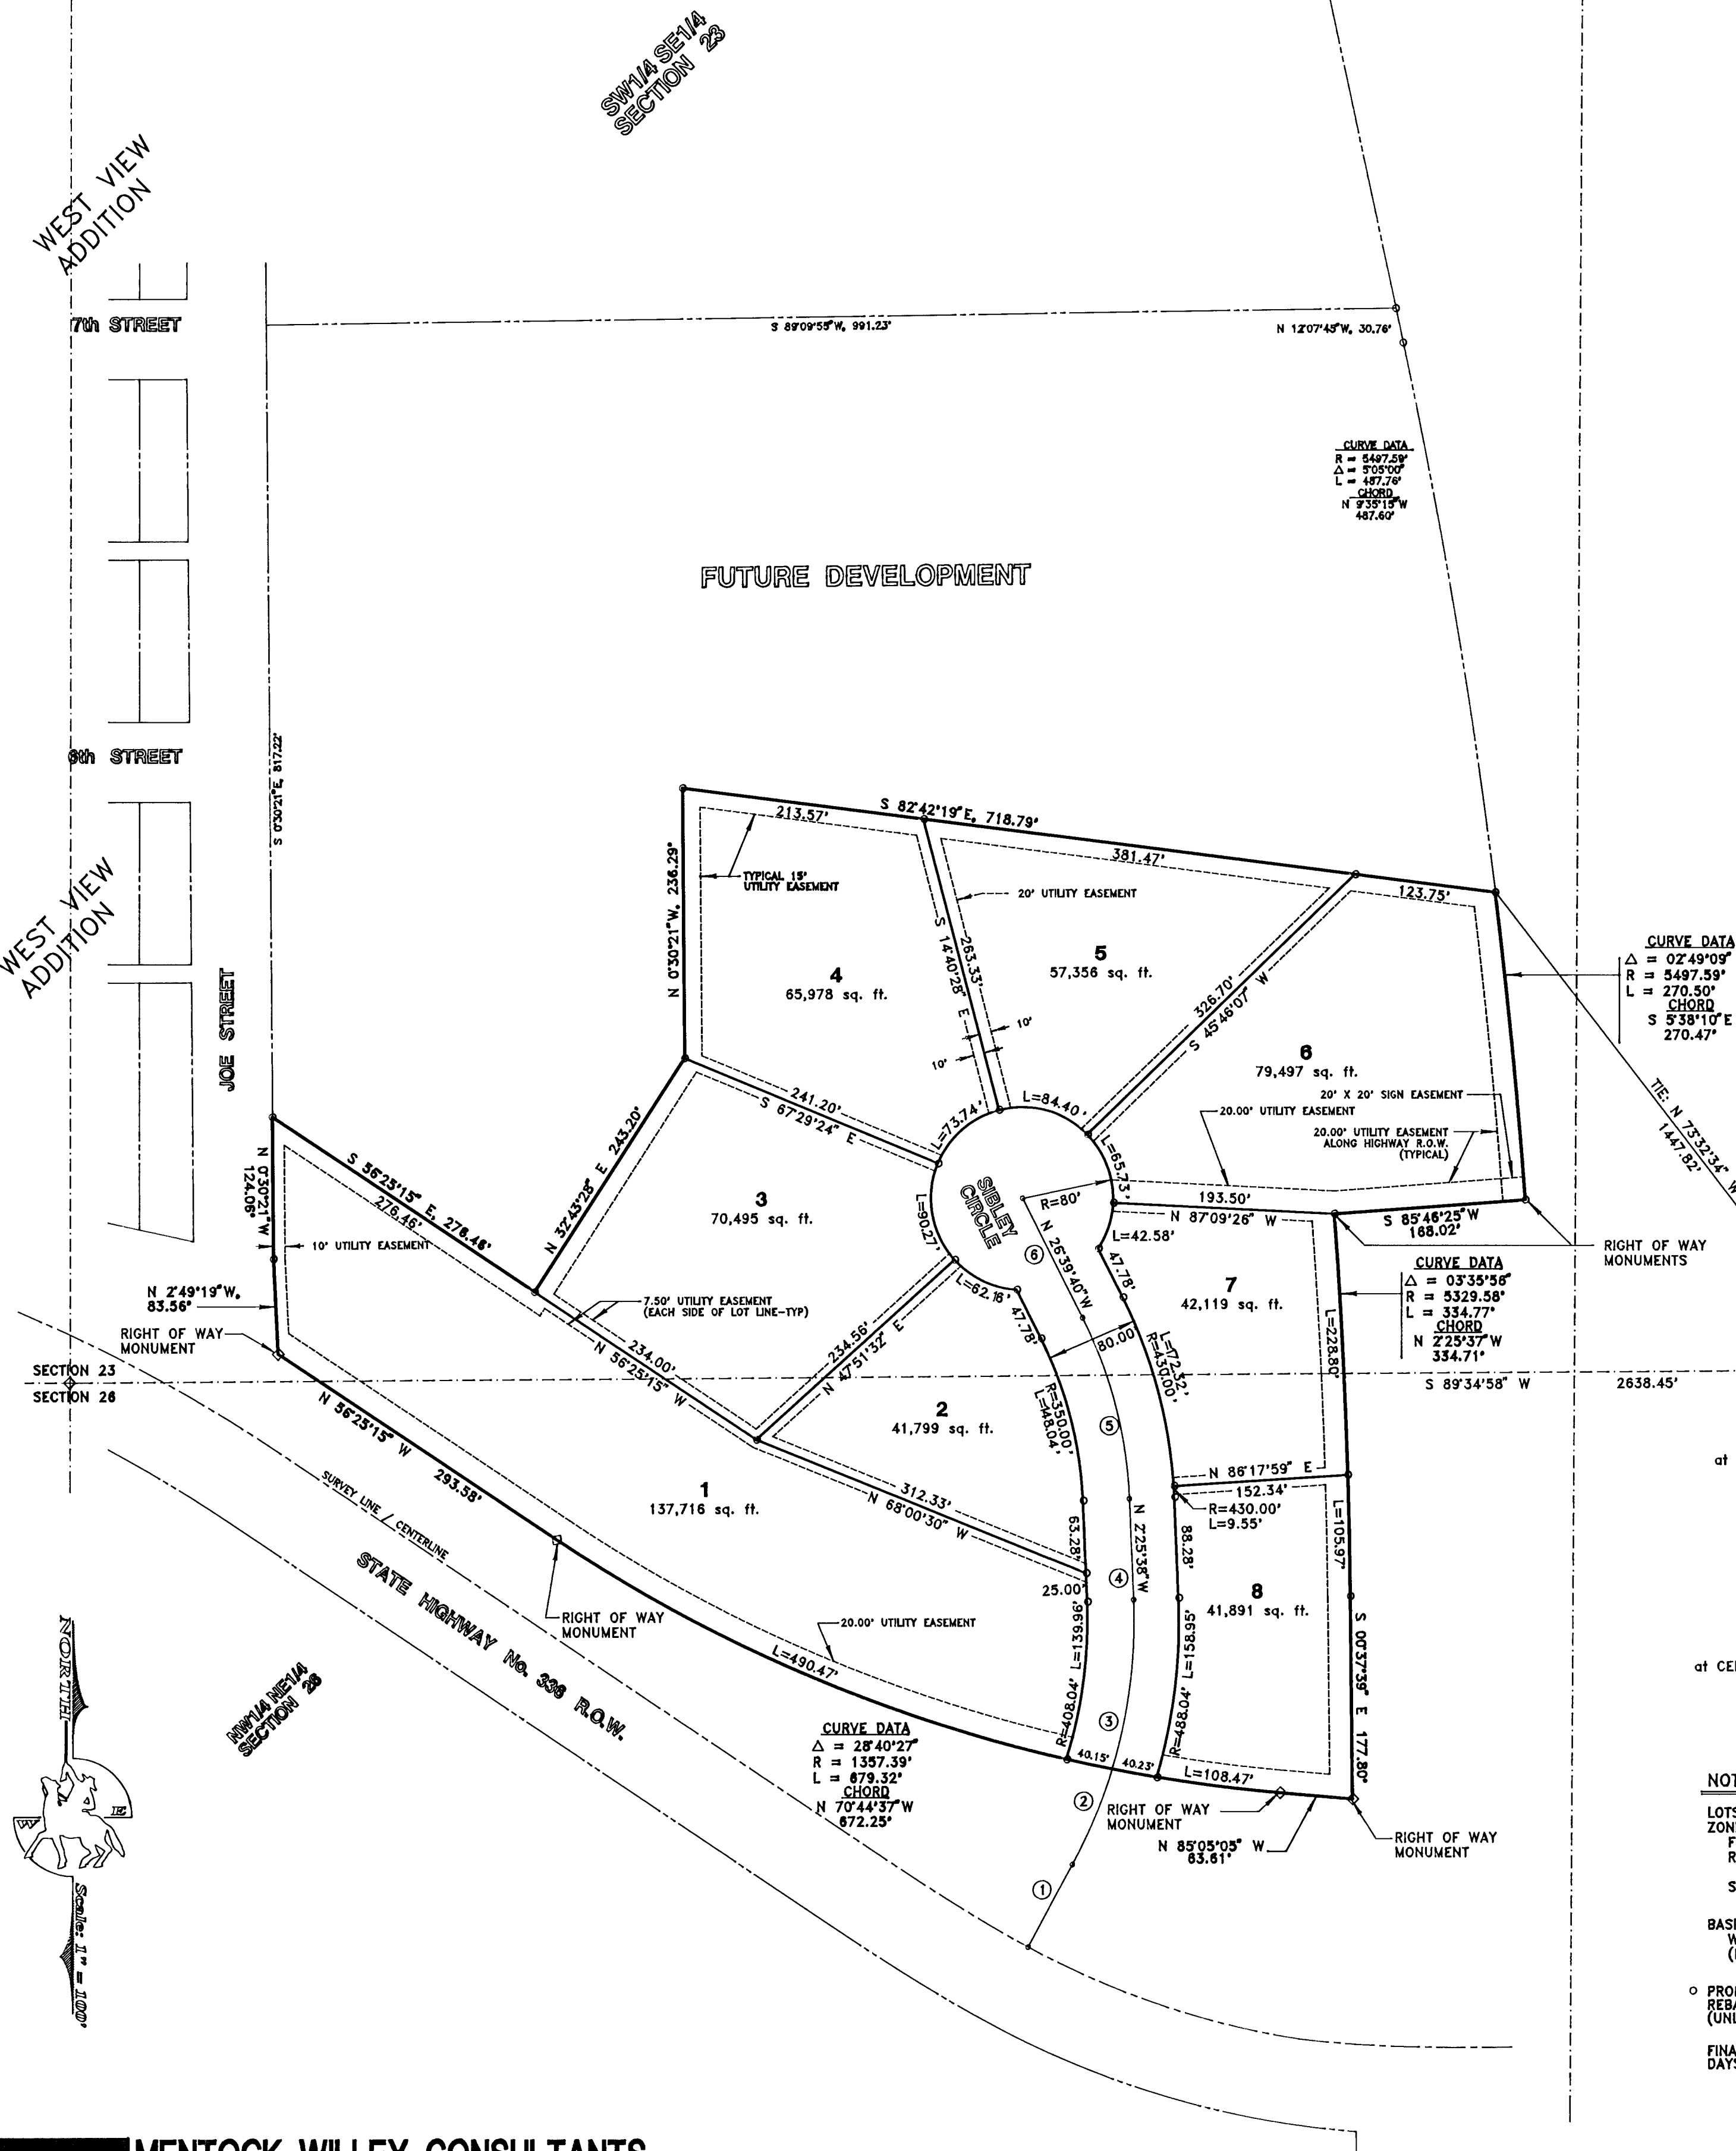 SW1/4 SE1/4
SECTION 23
WEST VIEW
ADDITION
7th STREET
S 89°09'55"W, 991.23'
N 12°07'45"W, 30.76'
CURVE DATA
R = 5497.59'
Δ = 5°05'00"
L = 487.76'
CHORD
N 9°35'15"W
487.60'
FUTURE DEVELOPMENT
S 0°30'21"E, 817.22'
6th STREET
WEST VIEW
ADDITION
JOE STREET
S 82°42'19"E, 718.79'
213.57'
381.47'
123.75'
N 0°30'21"W, 236.29"
TYPICAL 15'
UTILITY EASEMENT
20' UTILITY EASEMENT
263.33'
S 14°40'28" E
4
65,978 sq. ft.
5
57,356 sq. ft.
326.70'
S 45°46'07" W
10'
10'
6
79,497 sq. ft.
20' X 20' SIGN EASEMENT
20.00' UTILITY EASEMENT
20.00' UTILITY EASEMENT
ALONG HIGHWAY R.O.W.
(TYPICAL)
CURVE DATA
Δ = 02°49'09"
R = 5497.59'
L = 270.50'
CHORD
S 5°38'10"E
270.47'
TIE: N 73°32'34" W
1447.82'
241.20'
S 67°29'24" E
L=73.74'
L=84.40'
L=65.73'
193.50'
N 87°09'26" W
S 85°46'25"W
168.02'
RIGHT OF WAY
MONUMENTS
SIBLEY
CIRCLE
R=80'
N 26°39'40"W
6
L=42.58'
47.78'
L=90.27'
L=62.16'
47.78'
N 32°43'28" E 243.20'
3
70,495 sq. ft.
S 56°25'15" E, 276.46'
276.46'
N 0°30'21"W
124.06"
10' UTILITY EASEMENT
N 2°49'19"W,
83.56"
RIGHT OF WAY
MONUMENT
7.50' UTILITY EASEMENT
(EACH SIDE OF LOT LINE-TYP)
234.00'
N 56°25'15" W
234.56'
N 47°51'32" E
7
42,119 sq. ft.
CURVE DATA
Δ = 03°35'56"
R = 5329.58'
L = 334.77'
CHORD
N 2°25'37"W
334.71'
80.00'
L=172.32'
R=430.00'
L=228.80'
SECTION 23
SECTION 26
S 89°34'58" W 2638.45'
N 56°25'15" W 293.58'
2
41,799 sq. ft.
R=350.00'
L=148.04'
5
N 86°17'59" E
152.34'
R=430.00'
L=9.55'
at
1
137,716 sq. ft.
312.33'
N 68°00'30" W
SURVEY LINE / CENTERLINE
63.28'
25.00'
N 2°25'38"W
4
88.28'
L=105.97'
8
41,891 sq. ft.
STATE HIGHWAY No. 336 R.O.W.
RIGHT OF WAY
MONUMENT
20.00' UTILITY EASEMENT
L=490.47'
R=408.04' L=139.96'
3
R=488.04' L=158.95'
S 00°37'39" E 177.80'
NW1/4 NE1/4
SECTION 26
CURVE DATA
Δ = 28°40'27"
R = 1357.39'
L = 679.32'
CHORD
N 70°44'37"W
672.25'
40.15'
40.23'
L=108.47'
2
RIGHT OF WAY
MONUMENT
N 85°05'05" W
63.61'
RIGHT OF WAY
MONUMENT
1
NORTH
W
E
Scale: 1" = 100'
at
LOTS
BASI
(UNL
DAYS
MENTOCK WILLEY CONSULTANTS